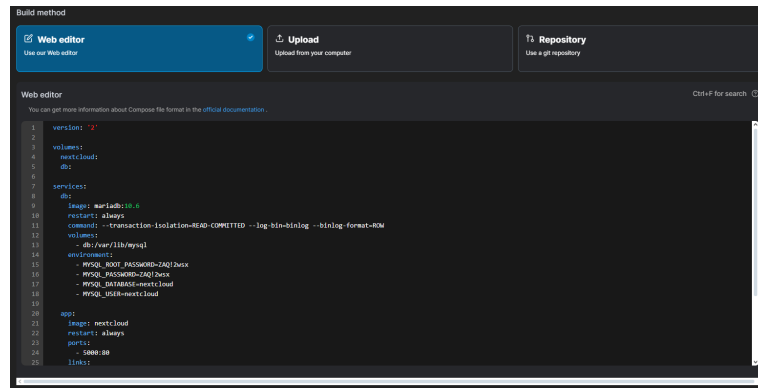 Build method
Web editor
Use our Web editor
Upload
Upload from your computer
Repository
Use a git repository
Web editor
Ctrl+F for search
You can get more information about Compose file format in the official documentation .
1 version: '2'
2
3 volumes:
4 nextcloud:
5 db:
6
7 services:
8 db:
9 image: mariadb:10.6
10 restart: always
11 command: --transaction-isolation=READ-COMMITTED --log-bin=binlog --binlog-format=ROW
12 volumes:
13 - db:/var/lib/mysql
14 environment:
15 - MYSQL_ROOT_PASSWORD=ZAQ!2wsx
16 - MYSQL_PASSWORD=ZAQ!2wsx
17 - MYSQL_DATABASE=nextcloud
18 - MYSQL_USER=nextcloud
19
20 app:
21 image: nextcloud
22 restart: always
23 ports:
24 - 5000:80
25 links: